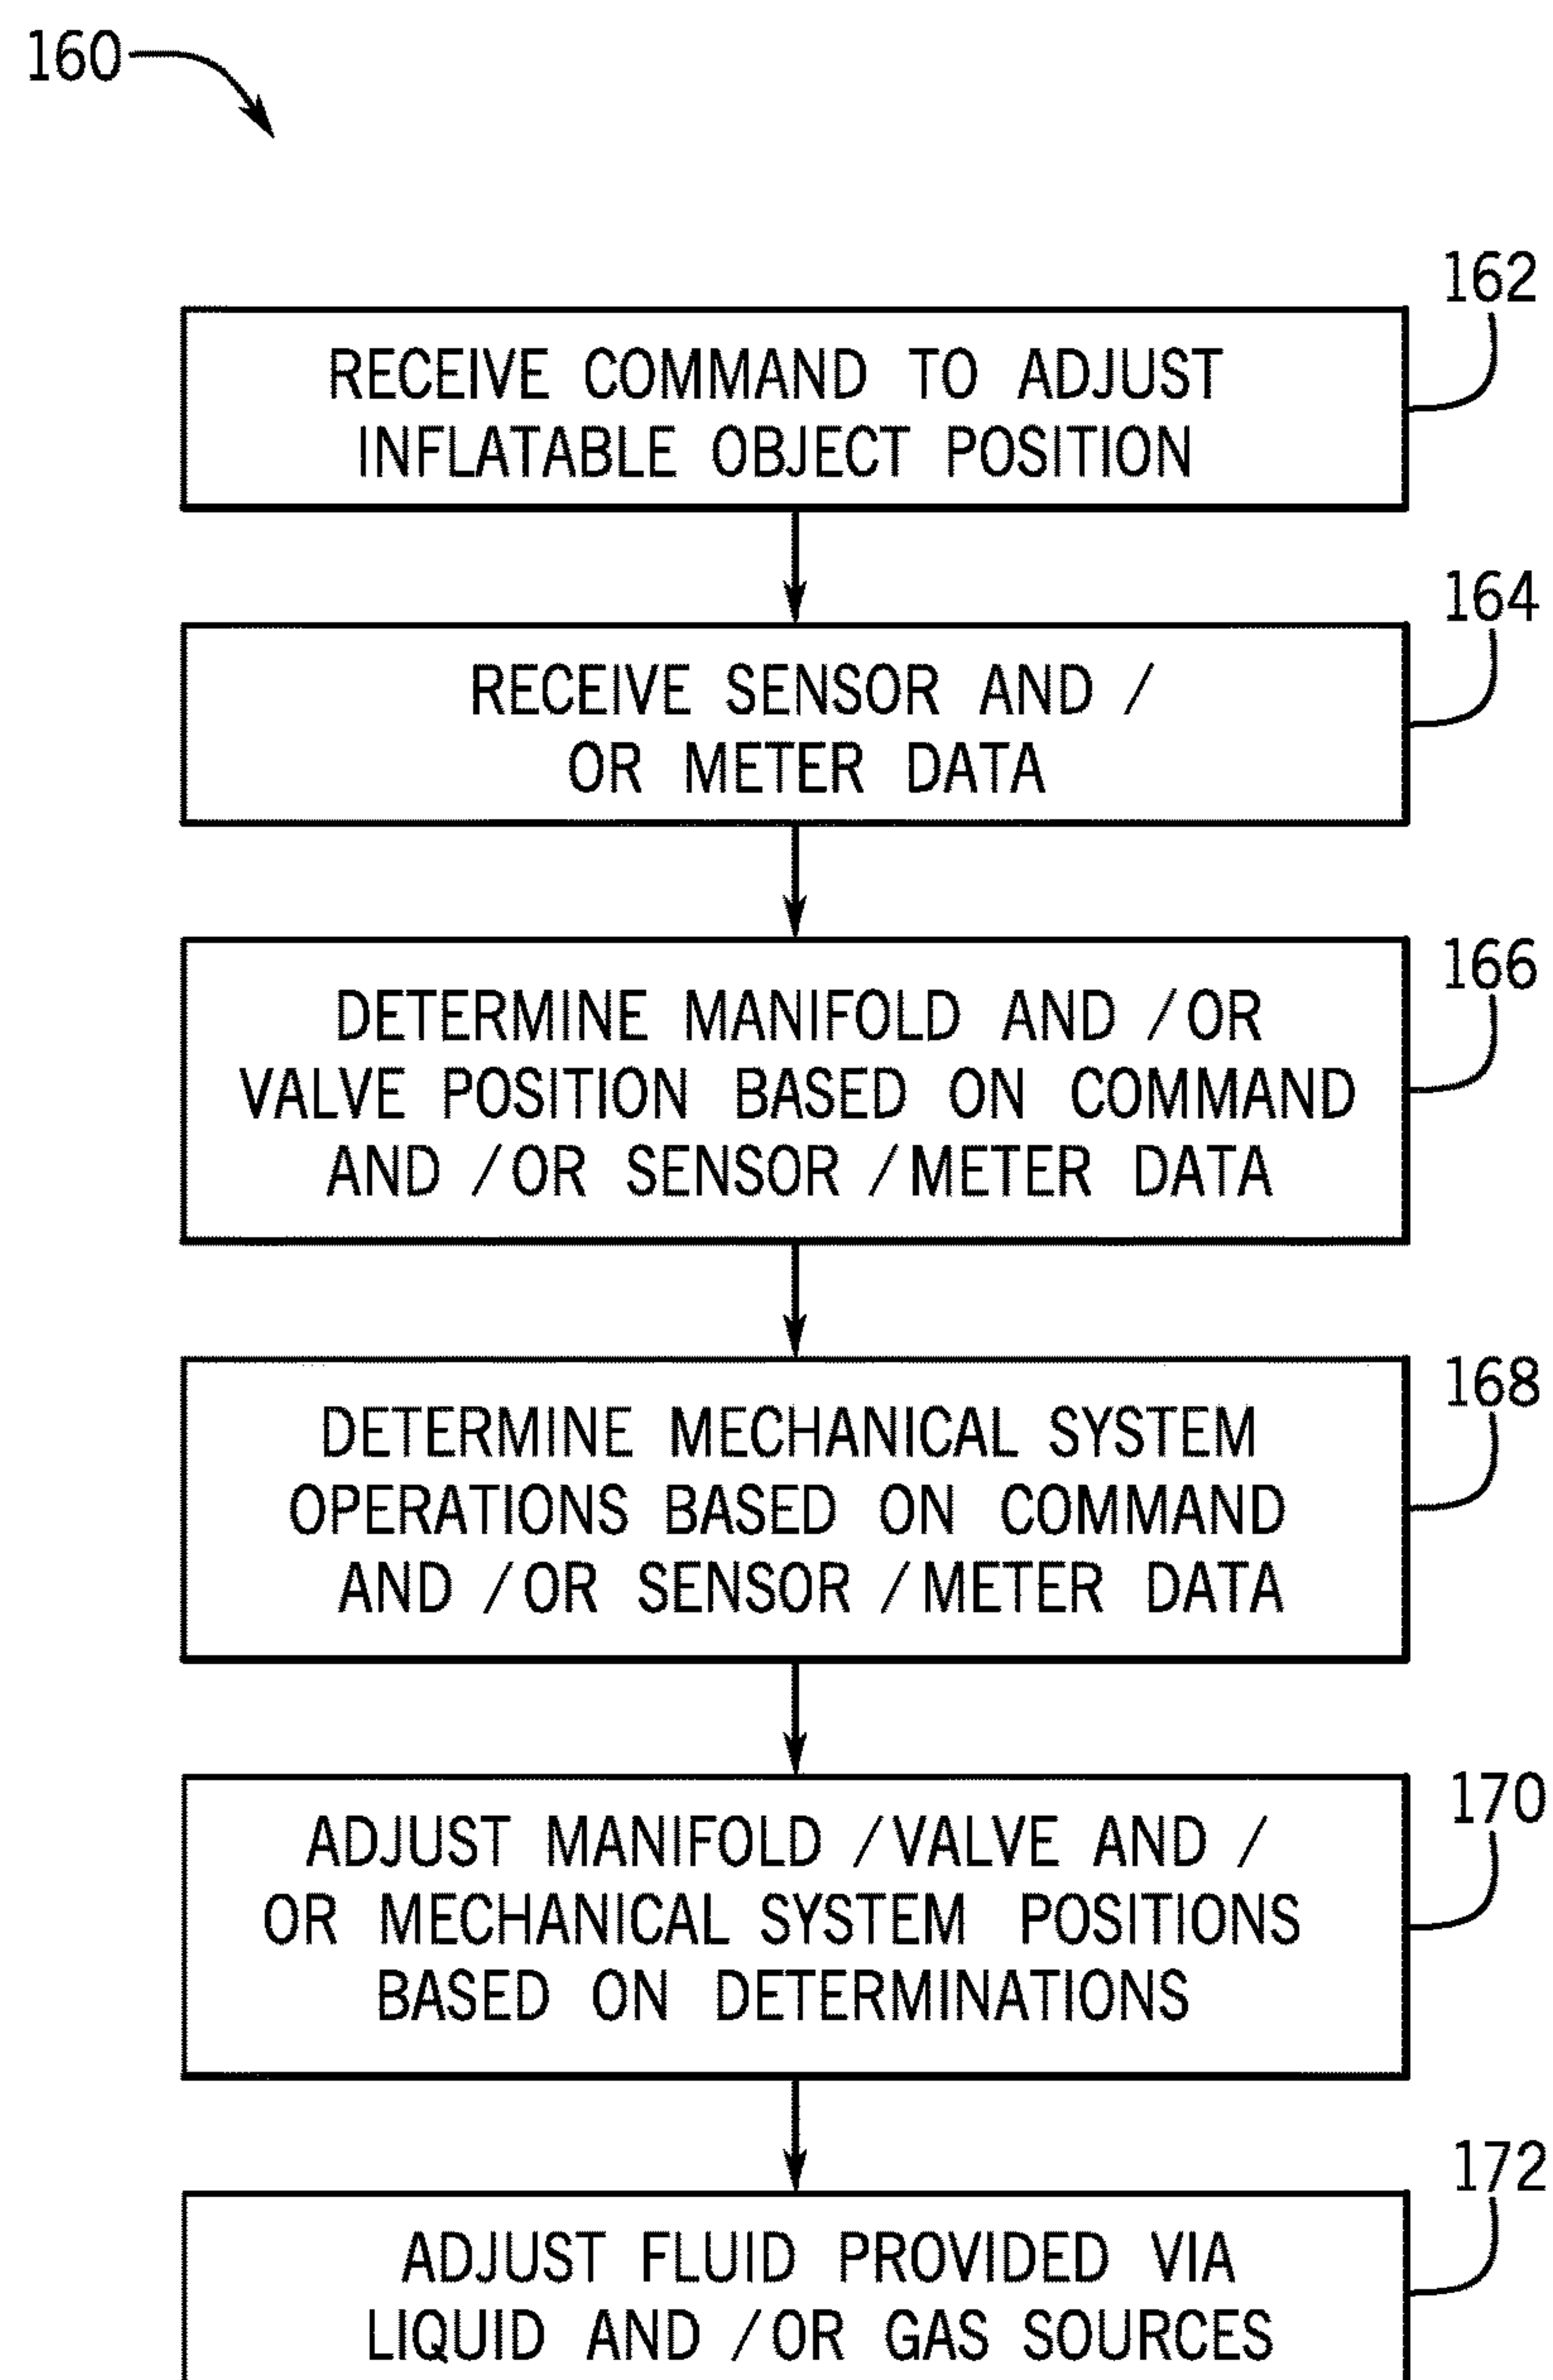 160
162
RECEIVE COMMAND TO ADJUST
INFLATABLE OBJECT POSITION
164
RECEIVE SENSOR AND /
OR METER DATA
166
DETERMINE MANIFOLD AND /OR
VALVE POSITION BASED ON COMMAND
AND /OR SENSOR /METER DATA
168
DETERMINE MECHANICAL SYSTEM
OPERATIONS BASED ON COMMAND
AND /OR SENSOR /METER DATA
170
ADJUST MANIFOLD /VALVE AND /
OR MECHANICAL SYSTEM POSITIONS
BASED ON DETERMINATIONS
172
ADJUST FLUID PROVIDED VIA
LIQUID AND /OR GAS SOURCES